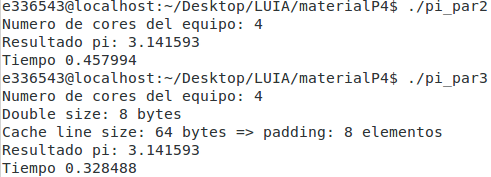 e336543@localhost:~/Desktop/LUIA/materialP4$ ./pi_par2
Numero de cores del equipo: 4
Resultado pi: 3.141593
Tiempo 0.457994
e336543@localhost:~/Desktop/LUIA/materialP4$ ./pi_par3
Numero de cores del equipo: 4
Double size: 8 bytes
Cache line size: 64 bytes => padding: 8 elementos
Resultado pi: 3.141593
Tiempo 0.328488